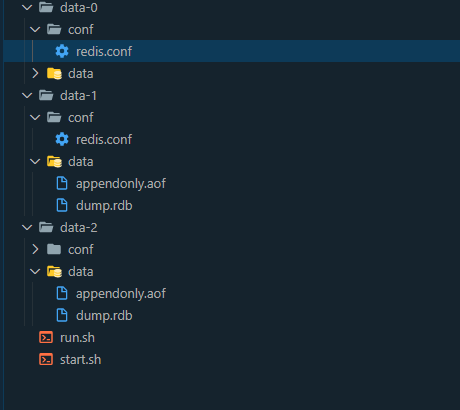 data-0
conf
redis.conf
data
data-1
conf
redis.conf
data
appendonly.aof
dump.rdb
data-2
conf
data
appendonly.aof
dump.rdb
run.sh
start.sh